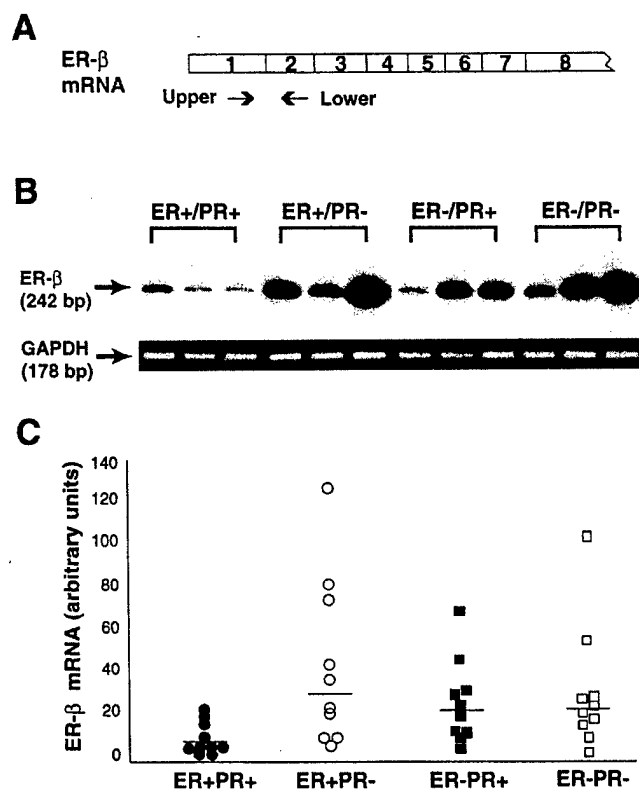 A
ER-β mRNA
1 2 3 4 5 6 7 8
Upper Lower
B
ER+/PR+ ER+/PR- ER-/PR+ ER-/PR-
ER-β (242 bp)
GAPDH (178 bp)
C
ER-β mRNA (arbitrary units)
140
120
100
80
60
40
20
0
ER+PR+ ER+PR- ER-PR+ ER-PR-